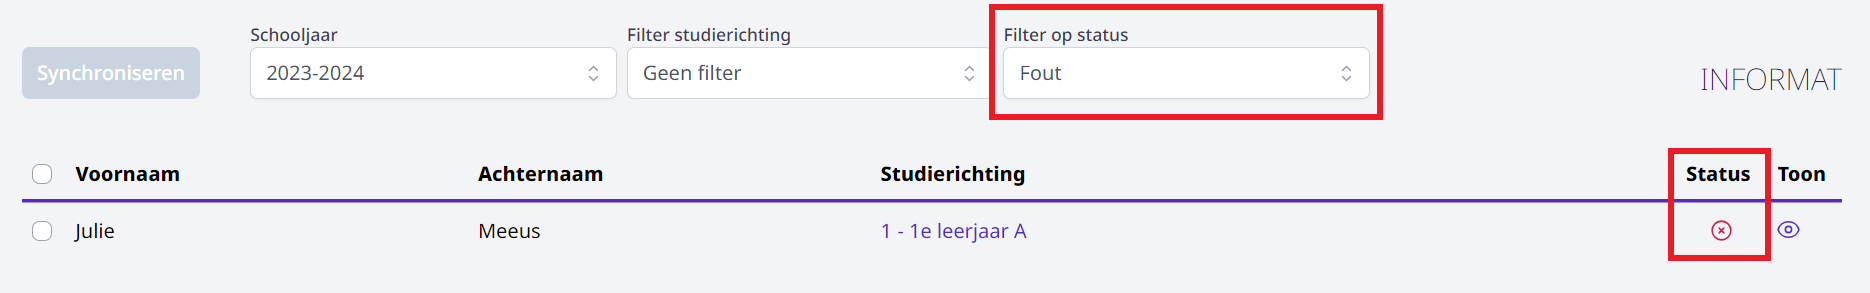 Schooljaar Filter studierichting Filter op status
Synchroniseren 2023-2024 Geen filter Fout INFORMAT
Voornaam Achternaam Studierichting Status Toon
Julie Meeus 1 - 1e leerjaar A